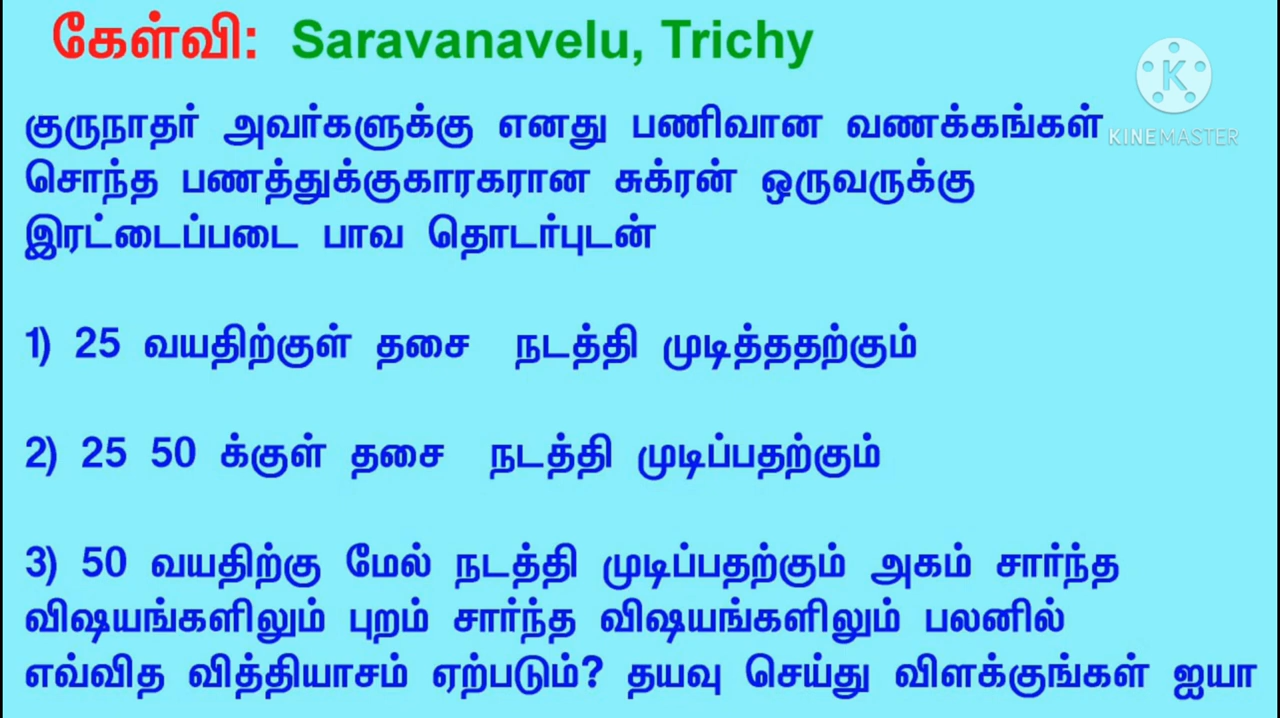 கேள்வி: Saravanavelu, Trichy
K
KINEMASTER
குருநாதர் அவர்களுக்கு எனது பணிவான வணக்கங்கள்
சொந்த பணத்துக்குகாரகரான சுக்ரன் ஒருவருக்கு
இரட்டைப்படை பாவ தொடர்புடன்
1) 25 வயதிற்குள் தசை நடத்தி முடித்ததற்கும்
2) 25 50 க்குள் தசை நடத்தி முடிப்பதற்கும்
3) 50 வயதிற்கு மேல் நடத்தி முடிப்பதற்கும் அகம் சார்ந்த
விஷயங்களிலும் புறம் சார்ந்த விஷயங்களிலும் பலனில்
எவ்வித வித்தியாசம் ஏற்படும்? தயவு செய்து விளக்குங்கள் ஐயா